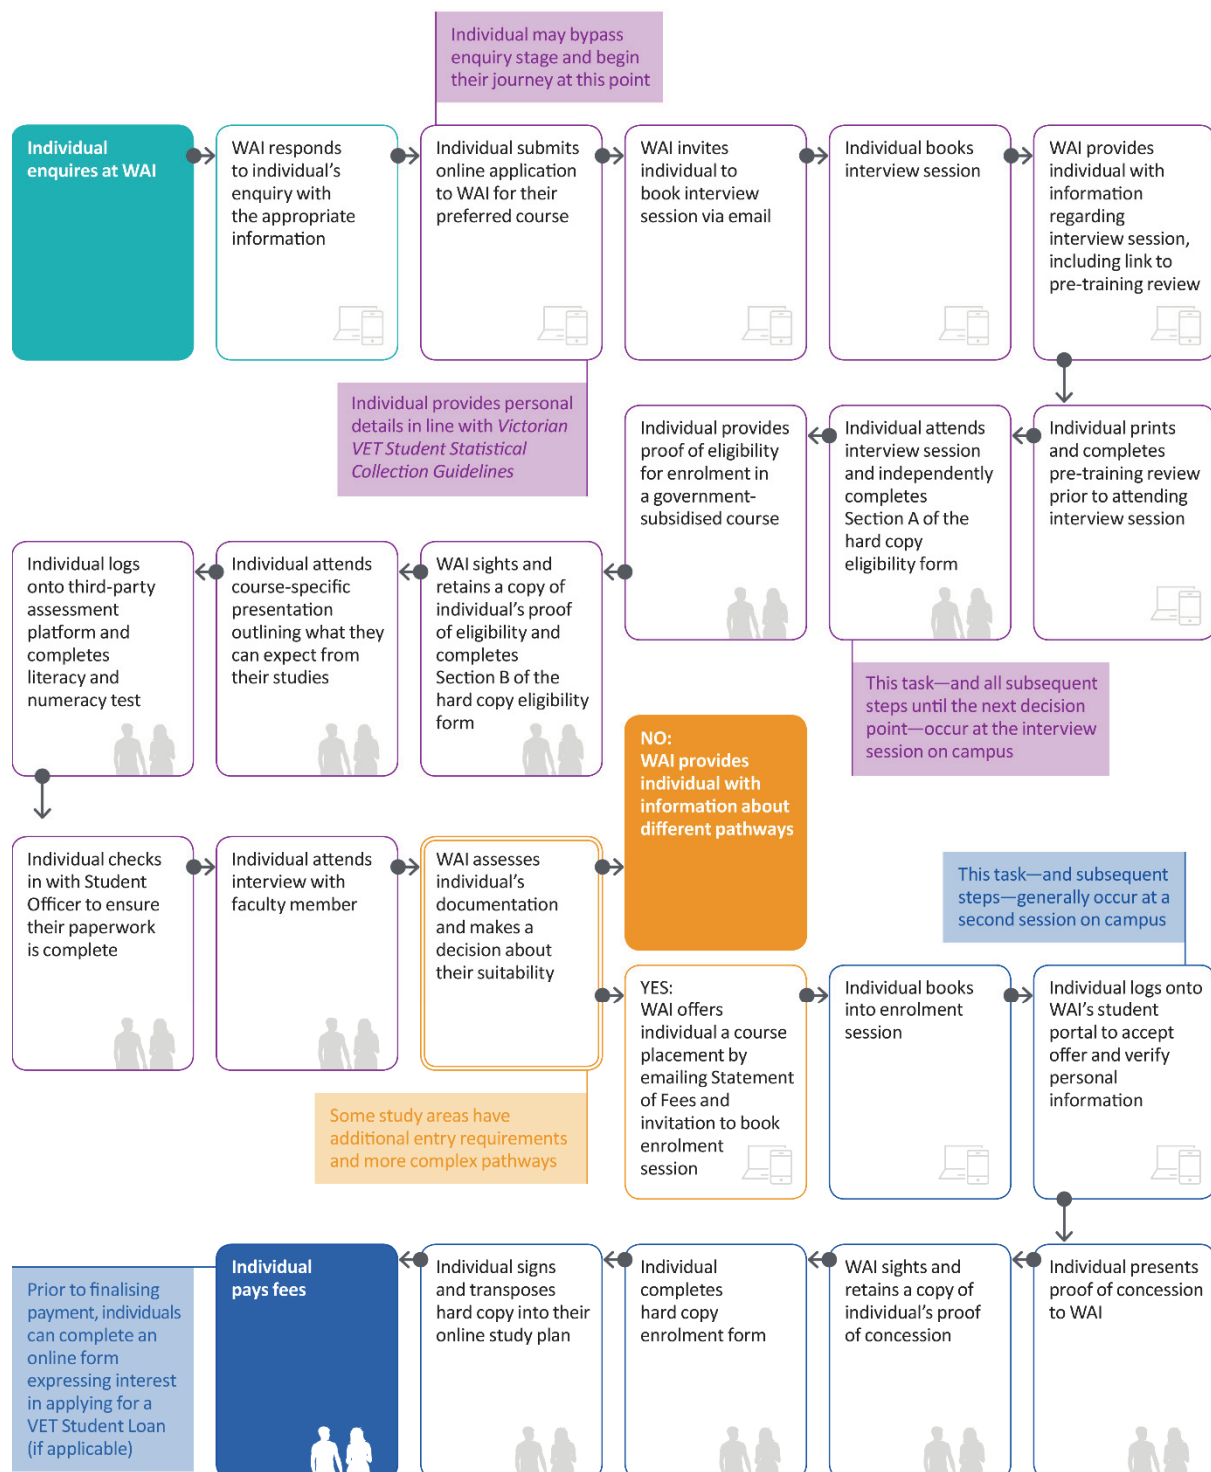 Individual may bypass
enquiry stage and begin
their journey at this point
Individual
enquires at WAI
WAI responds
to individual’s
enquiry with
the appropriate
information
Individual submits
online application
to WAI for their
preferred course
WAI invites
individual to
book interview
session via email
Individual books
interview session
WAI provides
individual with
information
regarding
interview session,
including link to
pre-training review
Individual provides personal
details in line with Victorian
VET Student Statistical
Collection Guidelines
Individual prints
and completes
pre-training review
prior to attending
interview session
Individual attends
interview session
and independently
completes
Section A of the
hard copy
eligibility form
Individual provides
proof of eligibility
for enrolment in
a government-
subsidised course
This task—and all subsequent
steps until the next decision
point—occur at the interview
session on campus
WAI sights and
retains a copy of
individual’s proof
of eligibility and
completes
Section B of the
hard copy eligibility
form
Individual attends
course-specific
presentation
outlining what they
can expect from
their studies
Individual logs
onto third-party
assessment
platform and
completes
literacy and
numeracy test
Individual checks
in with Student
Officer to ensure
their paperwork
is complete
Individual attends
interview with
faculty member
WAI assesses
individual’s
documentation
and makes a
decision about
their suitability
NO:
WAI provides
individual with
information about
different pathways
Some study areas have
additional entry requirements
and more complex pathways
YES:
WAI offers
individual a course
placement by
emailing Statement
of Fees and
invitation to book
enrolment
session
Individual books
into enrolment
session
This task—and subsequent
steps—generally occur at a
second session on campus
Individual logs onto
WAI’s student
portal to accept
offer and verify
personal
information
Individual presents
proof of concession
to WAI
WAI sights and
retains a copy of
individual’s proof
of concession
Individual
completes
hard copy
enrolment form
Individual signs
and transposes
hard copy into their
online study plan
Individual
pays fees
Prior to finalising
payment, individuals
can complete an
online form
expressing interest
in applying for a
VET Student Loan
(if applicable)